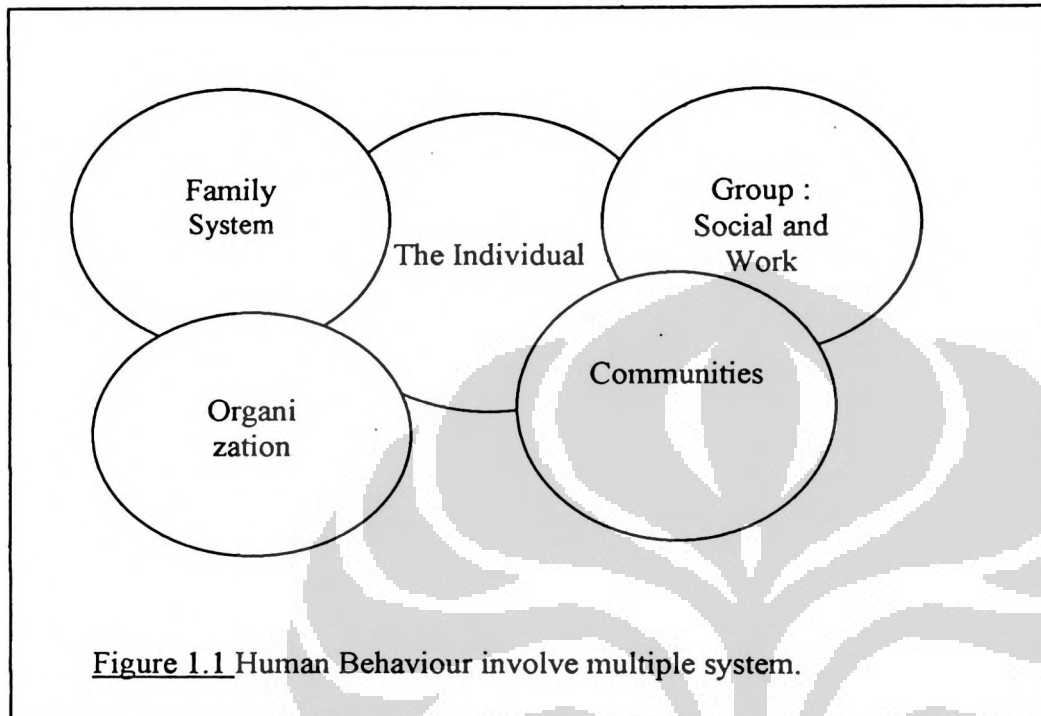 Family
System
The Individual
Group :
Social and
Work
Organi
zation
Communities
Figure 1.1 Human Behaviour involve multiple system.